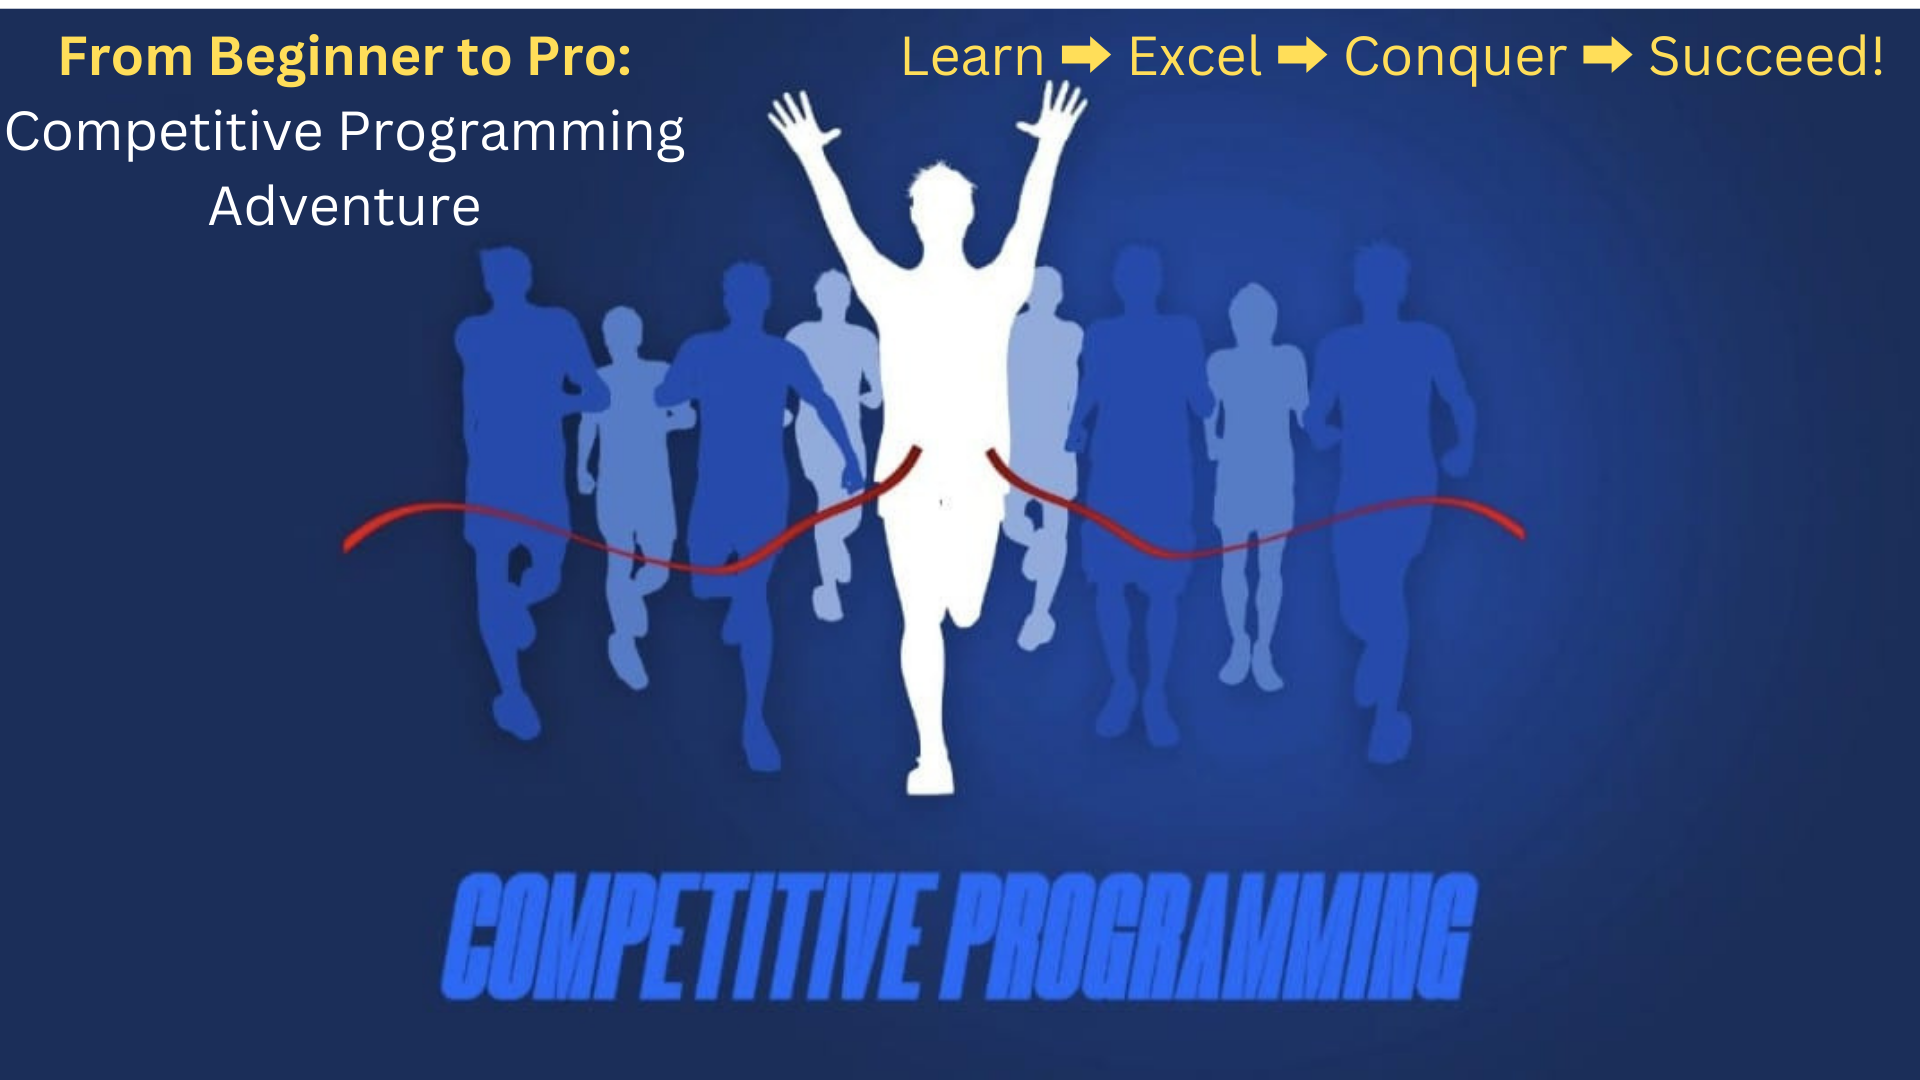 From Beginner to Pro:
Competitive Programming
Adventure
Learn ➡ Excel ➡ Conquer ➡ Succeed!
COMPETITIVE PROGRAMMING